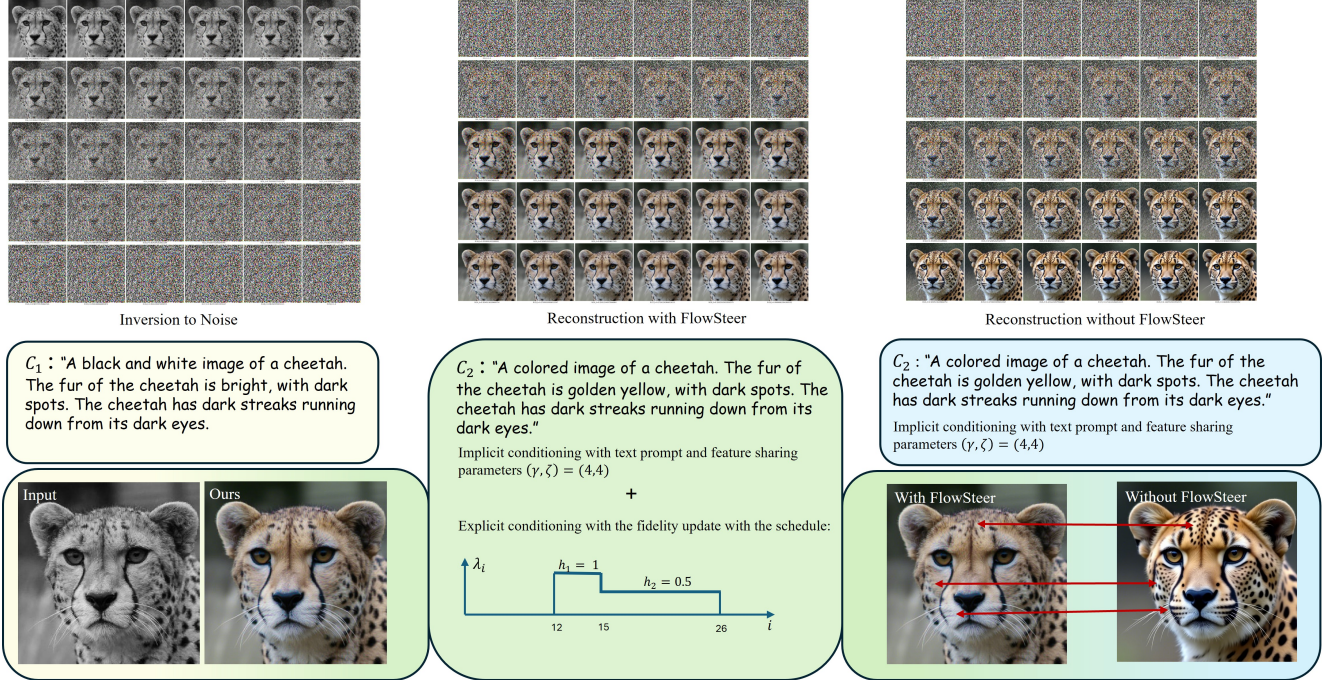 Inversion to Noise
Reconstruction with FlowSteer
Reconstruction without FlowSteer
C₁ : “A black and white image of a cheetah.
The fur of the cheetah is bright, with dark
spots. The cheetah has dark streaks running
down from its dark eyes.
Input
Ours
C₂ : “A colored image of a cheetah. The fur of
the cheetah is golden yellow, with dark spots. The
cheetah has dark streaks running down from its
dark eyes.”
Implicit conditioning with text prompt and feature sharing
parameters (γ,ζ) = (4,4)
+
Explicit conditioning with the fidelity update with the schedule:
λᵢ
h₁ = 1
h₂ = 0.5
12
15
26
i
C₂ : “A colored image of a cheetah. The fur of the
cheetah is golden yellow, with dark spots. The cheetah
has dark streaks running down from its dark eyes.”
Implicit conditioning with text prompt and feature sharing
parameters (γ,ζ) = (4,4)
With FlowSteer
Without FlowSteer